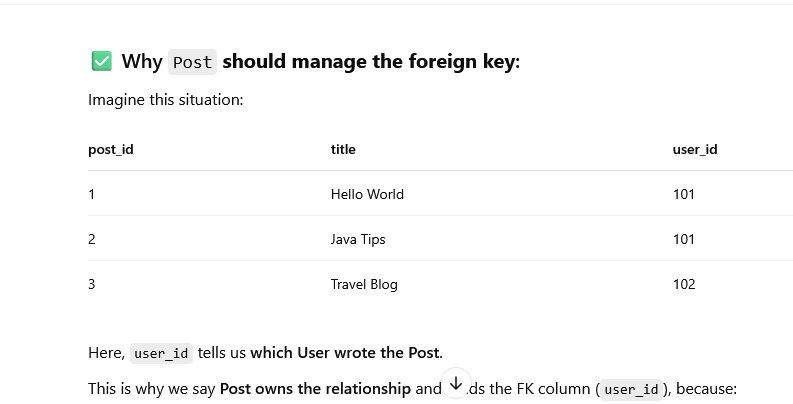 ✅ Why Post should manage the foreign key:
Imagine this situation:
post_id title user_id
1 Hello World 101
2 Java Tips 101
3 Travel Blog 102
Here, user_id tells us which User wrote the Post.
This is why we say Post owns the relationship and ds the FK column (user_id), because: